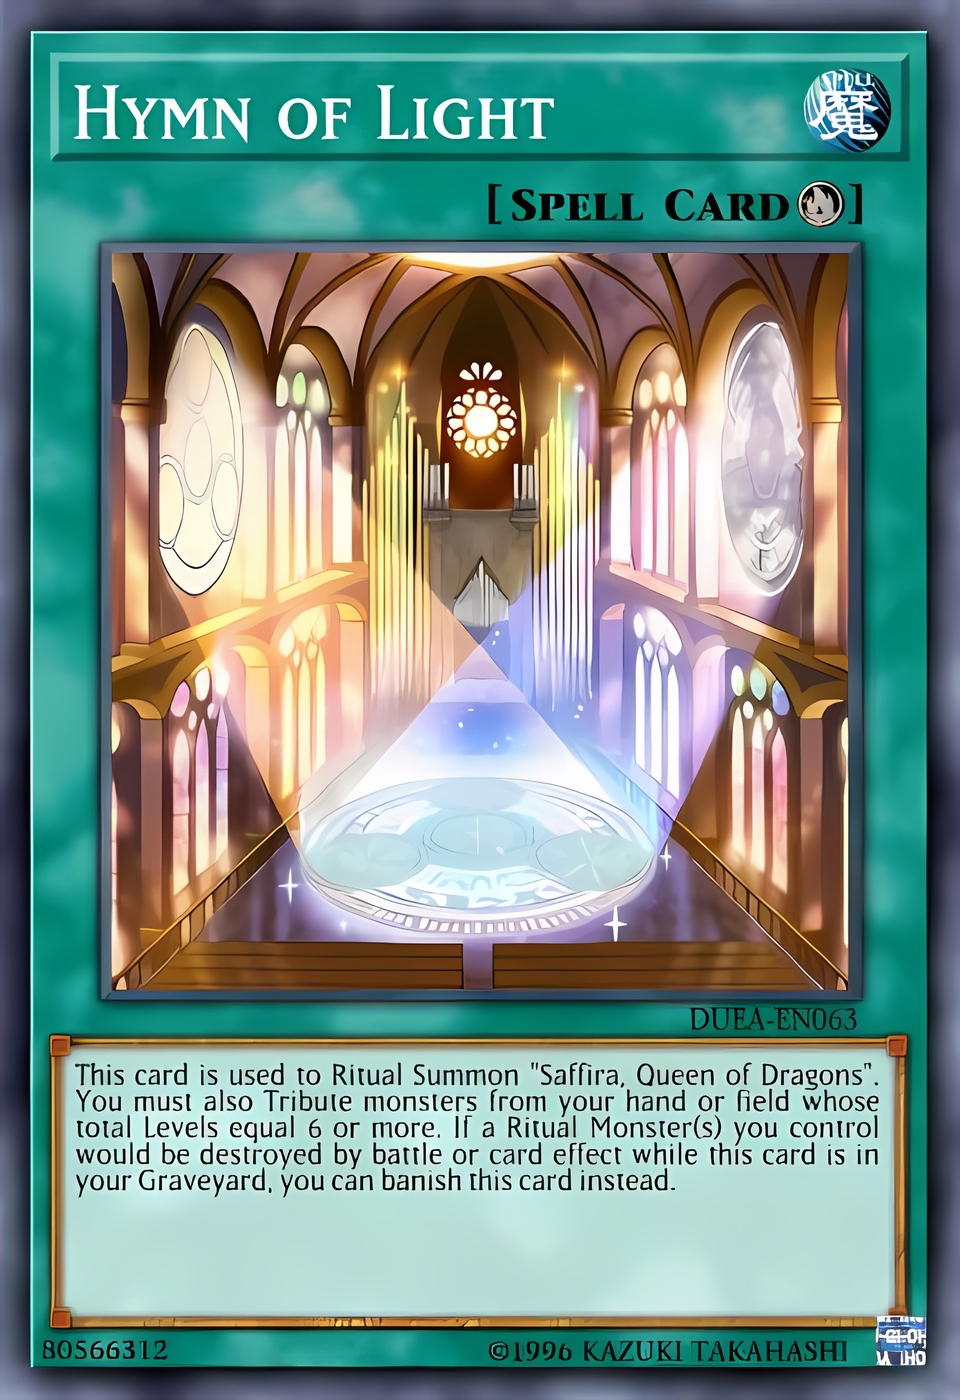 Hymn of Light
魔
[Spell Card]
DUEA-EN063
This card is used to Ritual Summon "Saffira, Queen of Dragons".
You must also Tribute monsters from your hand or field whose
total Levels equal 6 or more. If a Ritual Monster(s) you control
would be destroyed by battle or card effect while this card is in
your Graveyard, you can banish this card instead.
80566312
©1996 KAZUKI TAKAHASHI